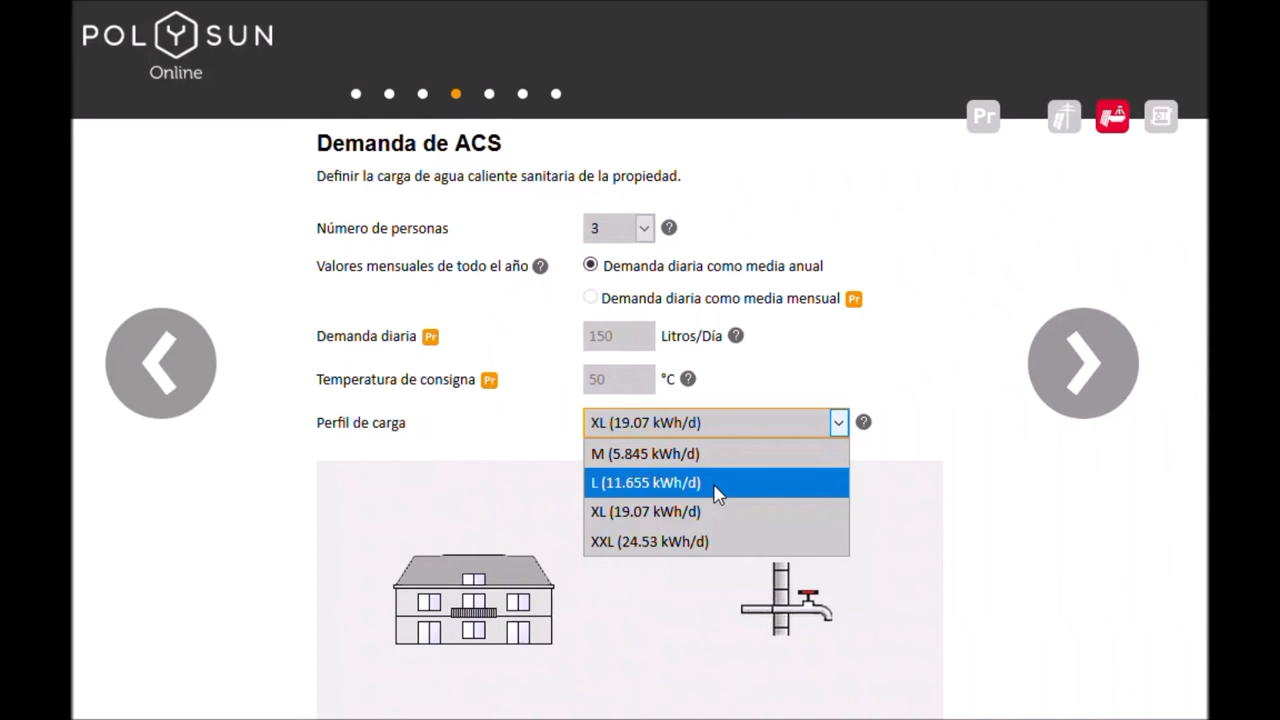 POLYSUN
Online
Pr
Demanda de ACS
Definir la carga de agua caliente sanitaria de la propiedad.
Número de personas 3 ?
Valores mensuales de todo el año ? Demanda diaria como media anual
Demanda diaria como media mensual Pr
Demanda diaria Pr 150 Litros/Día ?
Temperatura de consigna Pr 50 °C ?
Perfil de carga XL (19.07 kWh/d) ?
M (5.845 kWh/d)
L (11.655 kWh/d)
XL (19.07 kWh/d)
XXL (24.53 kWh/d)